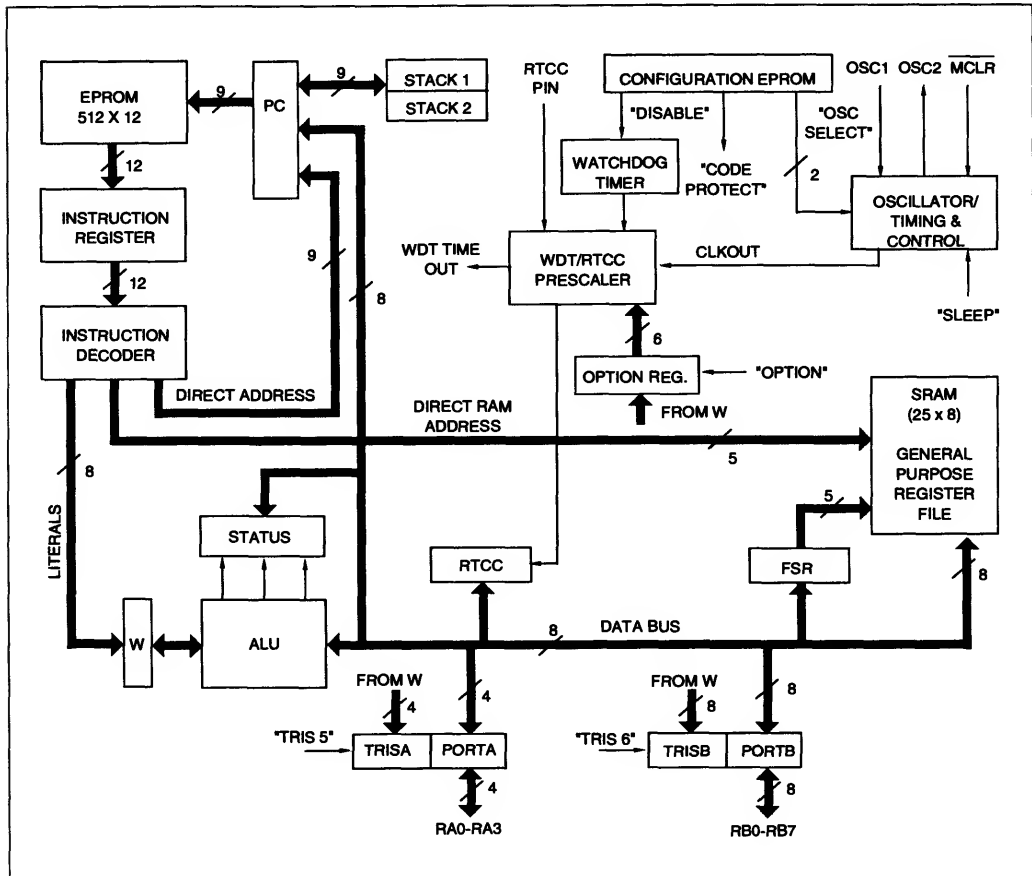 EPROM
512 X 12
9
PC
9
STACK 1
STACK 2
RTCC
PIN
CONFIGURATION EPROM
OSC1
OSC2
MCLR
"DISABLE"
"OSC
SELECT"
12
WATCHDOG
TIMER
"CODE
PROTECT"
2
INSTRUCTION
REGISTER
9
8
OSCILLATOR/
TIMING &
CONTROL
WDT TIME
OUT
WDT/RTCC
PRESCALER
CLKOUT
12
"SLEEP"
INSTRUCTION
DECODER
6
OPTION REG.
"OPTION"
DIRECT ADDRESS
DIRECT RAM
ADDRESS
FROM W
SRAM
(25 x 8)
GENERAL
PURPOSE
REGISTER
FILE
5
8
LITERALS
5
STATUS
RTCC
FSR
8
W
ALU
8
DATA BUS
FROM W
4
4
FROM W
8
8
"TRIS 5"
TRISA
PORTA
"TRIS 6"
TRISB
PORTB
4
8
RA0-RA3
RB0-RB7